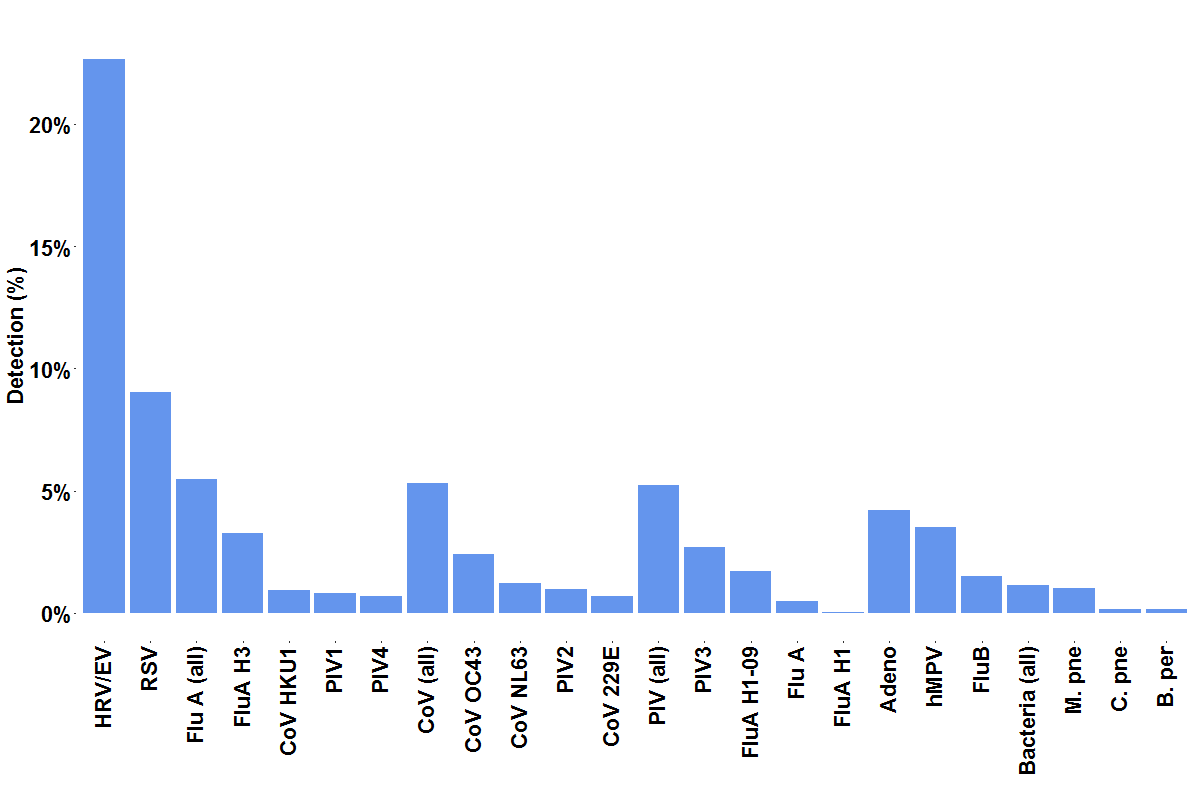 Detection (%)
20%
15%
10%
5%
0%
HRV/EV
RSV
Flu A (all)
FluA H3
CoV HKU1
PIV1
PIV4
CoV (all)
CoV OC43
CoV NL63
PIV2
CoV 229E
PIV (all)
PIV3
FluA H1-09
Flu A
FluA H1
Adeno
hMPV
FluB
Bacteria (all)
M. pne
C. pne
B. per